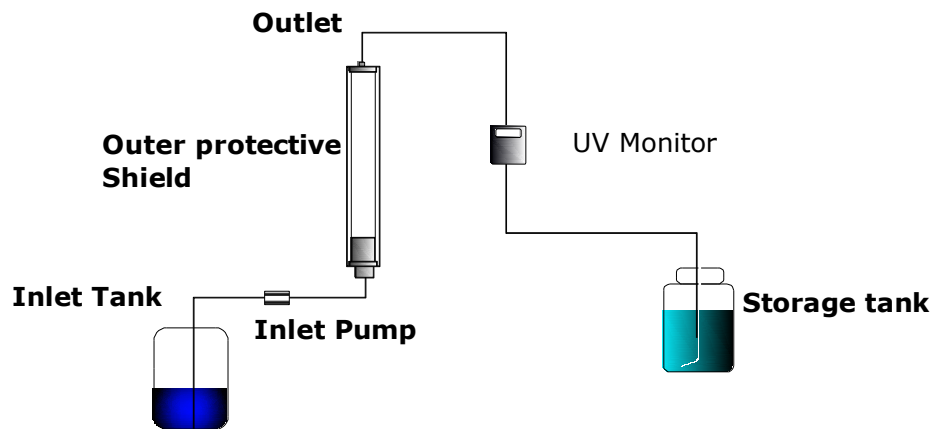 Outlet
Outer protective
Shield
UV Monitor
Inlet Tank
Inlet Pump
Storage tank